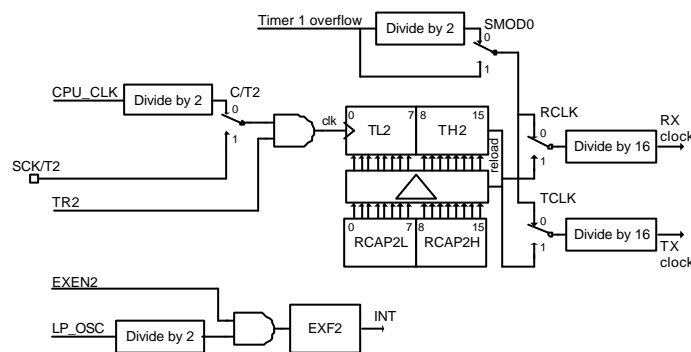 Timer 1 overflow
SMOD0
Divide by 2
0
1
CPU_CLK
C/T2
Divide by 2
0
1
clk
0
7
8
15
TL2
TH2
reload
RCLK
0
1
Divide by 16
RX
clock
SCK/T2
TR2
0
7
8
15
RCAP2L
RCAP2H
TCLK
0
1
Divide by 16
TX
clock
EXEN2
LP_OSC
Divide by 2
EXF2
INT